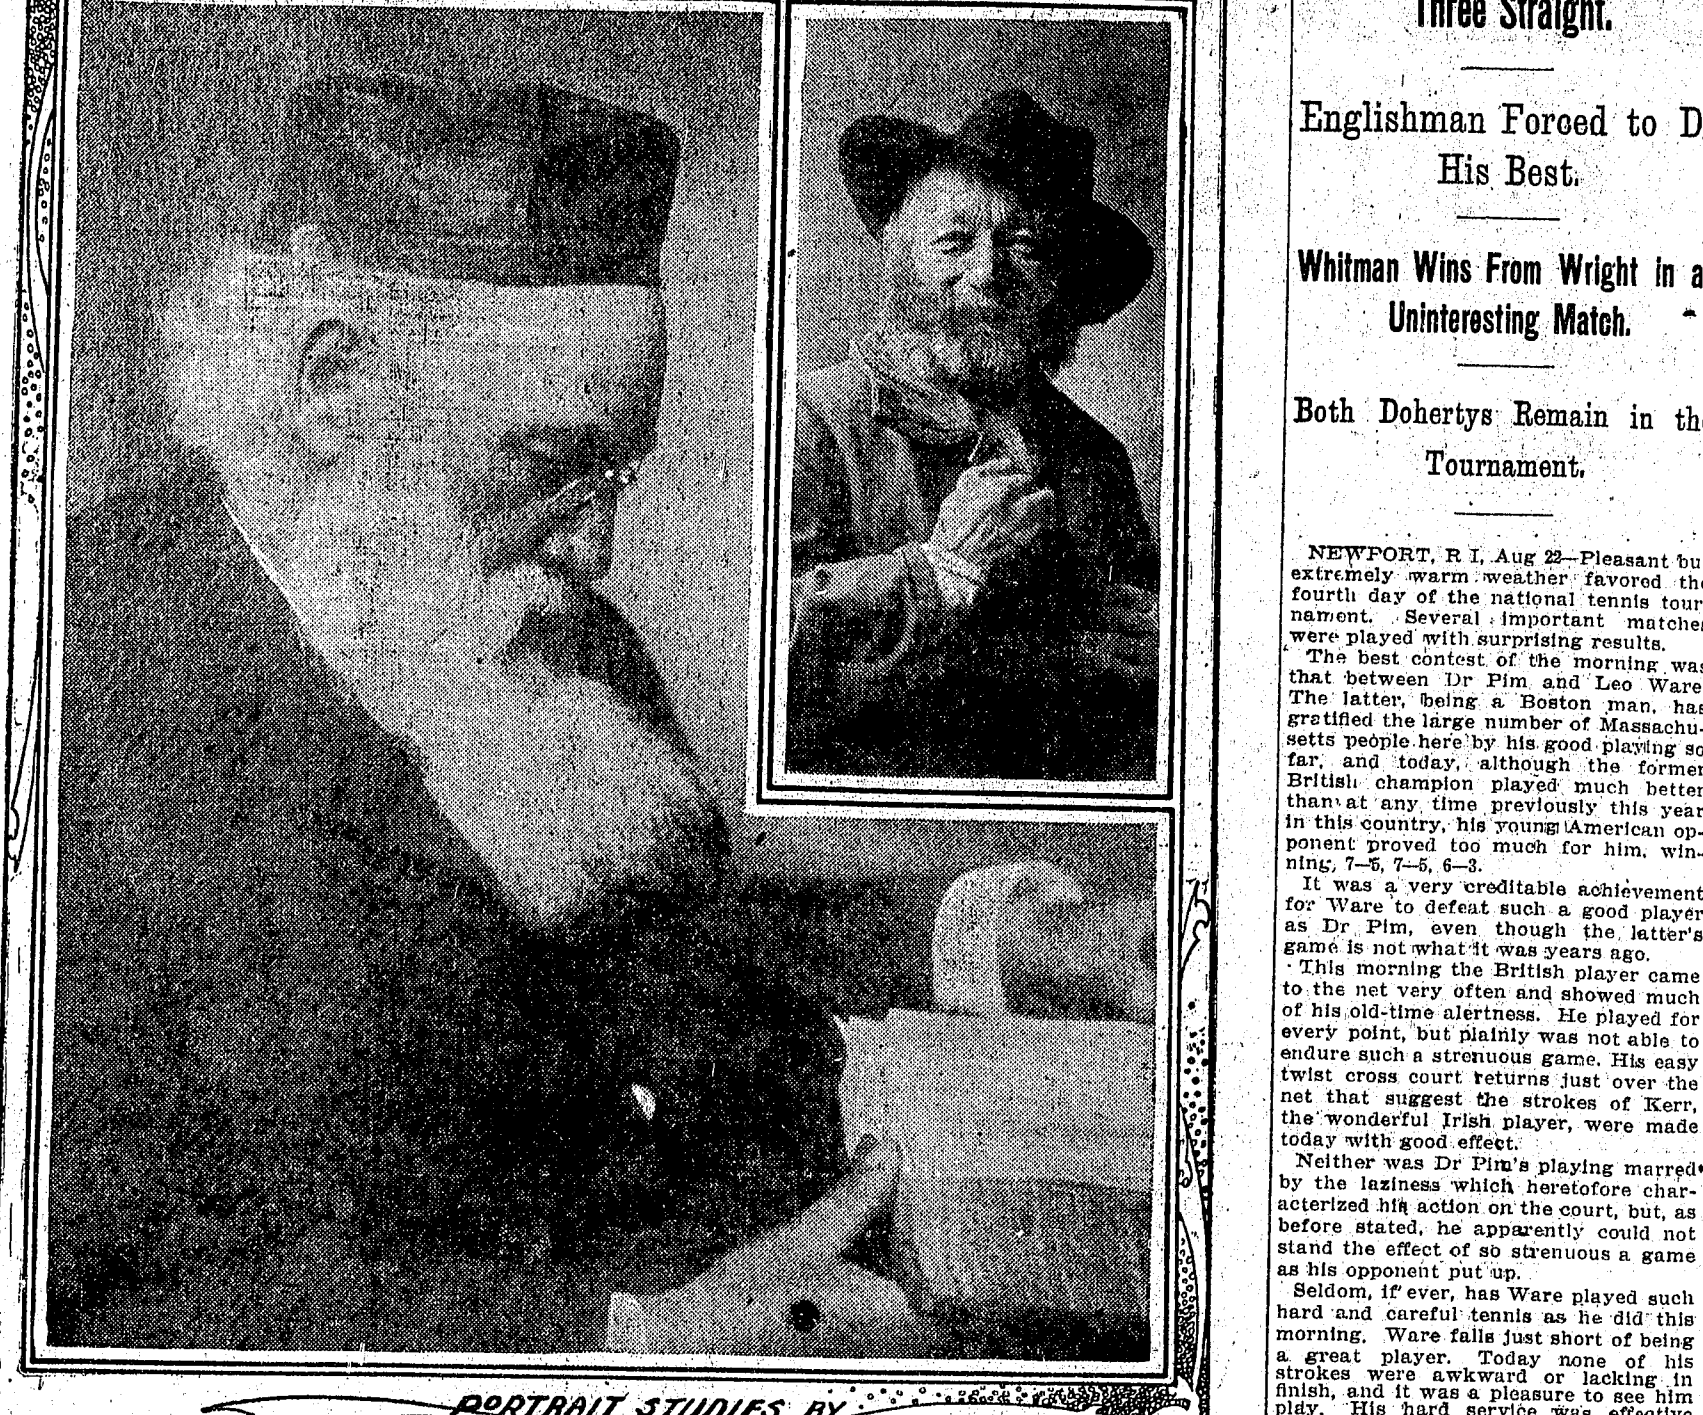 Three Straight.
Englishman Forced to D
His Best.
Whitman Wins From Wright in a
Uninteresting Match.
Both Dohertys Remain in the
Tournament.
NEWPORT, R I, Aug 22—Pleasant bu
extremely warm weather favored the
fourth day of the national tennis tour
nament. Several important matches
were played with surprising results.
The best contest of the morning was
that between Dr Pim and Leo Ware
The latter, being a Boston man, has
gratified the large number of Massachu-
setts people here by his good playing so
far, and today, although the former
British champion played much better
than at any time previously this year
in this country, his young American op-
ponent proved too much for him, win-
ning, 7—5, 7—5, 6—3.
It was a very creditable achievement
for Ware to defeat such a good player
as Dr Pim, even though the latter's
game is not what it was years ago.
This morning the British player came
to the net very often and showed much
of his old-time alertness. He played for
every point, but plainly was not able to
endure such a strenuous game. His easy
twist cross court returns just over the
net that suggest the strokes of Kerr,
the wonderful Irish player, were made
today with good effect.
Neither was Dr Pim's playing marred
by the laziness which heretofore char-
acterized his action on the court, but, as
before stated, he apparently could not
stand the effect of so strenuous a game
as his opponent put up.
Seldom, if ever, has Ware played such
hard and careful tennis as he did this
morning. Ware falls just short of being
a great player. Today none of his
strokes were awkward or lacking in
finish, and it was a pleasure to see him
play. His hard service was effective
PORTRAIT STUDIES BY